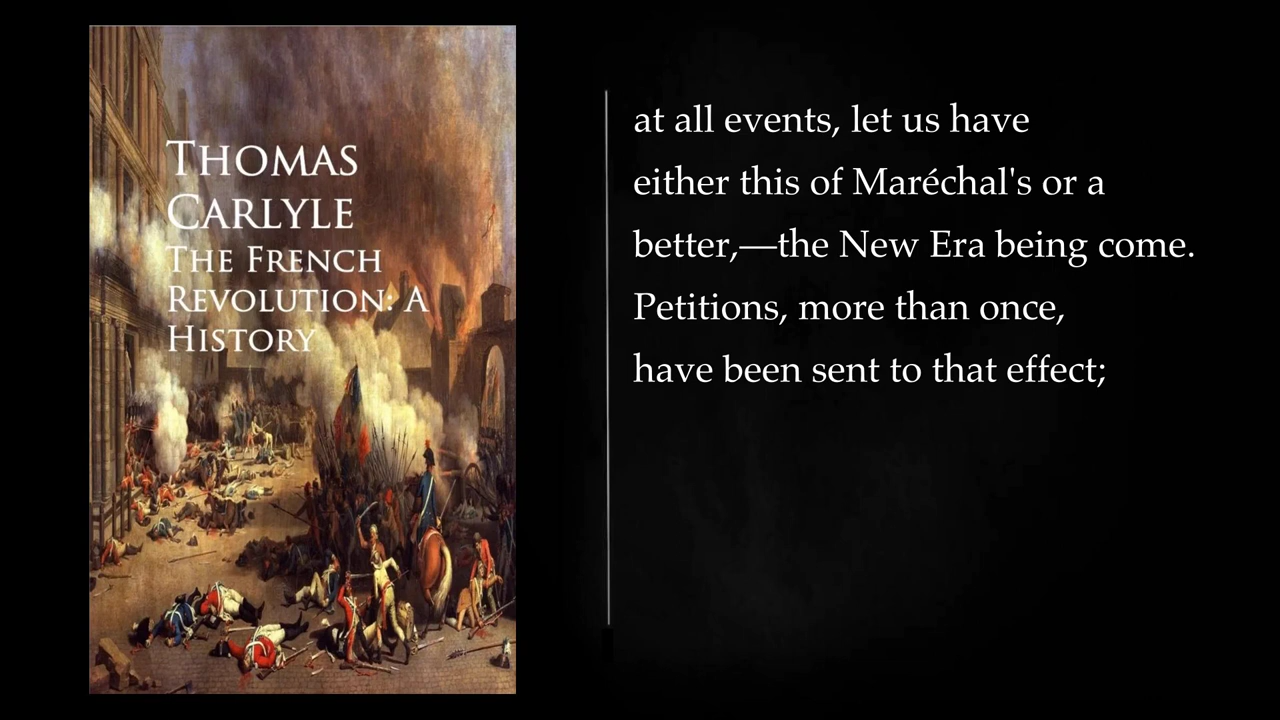 THOMAS
CARLYLE
THE FRENCH
REVOLUTION: A
HISTORY
at all events, let us have
either this of Maréchal's or a
better,—the New Era being come.
Petitions, more than once,
have been sent to that effect;